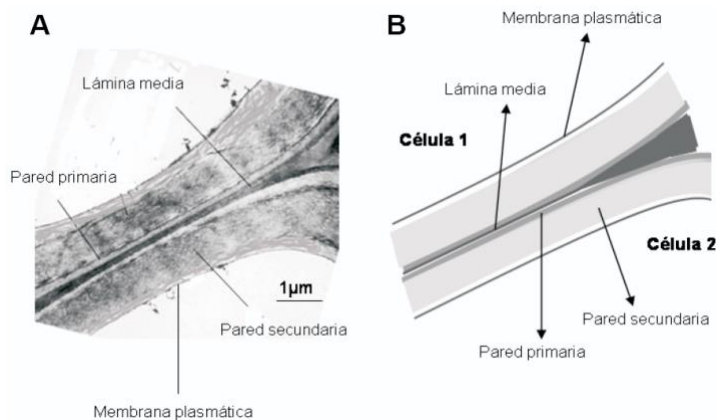 A
Lámina media
Pared primaria
1µm
Pared secundaria
Membrana plasmática
B
Membrana plasmática
Lámina media
Célula 1
Célula 2
Pared secundaria
Pared primaria